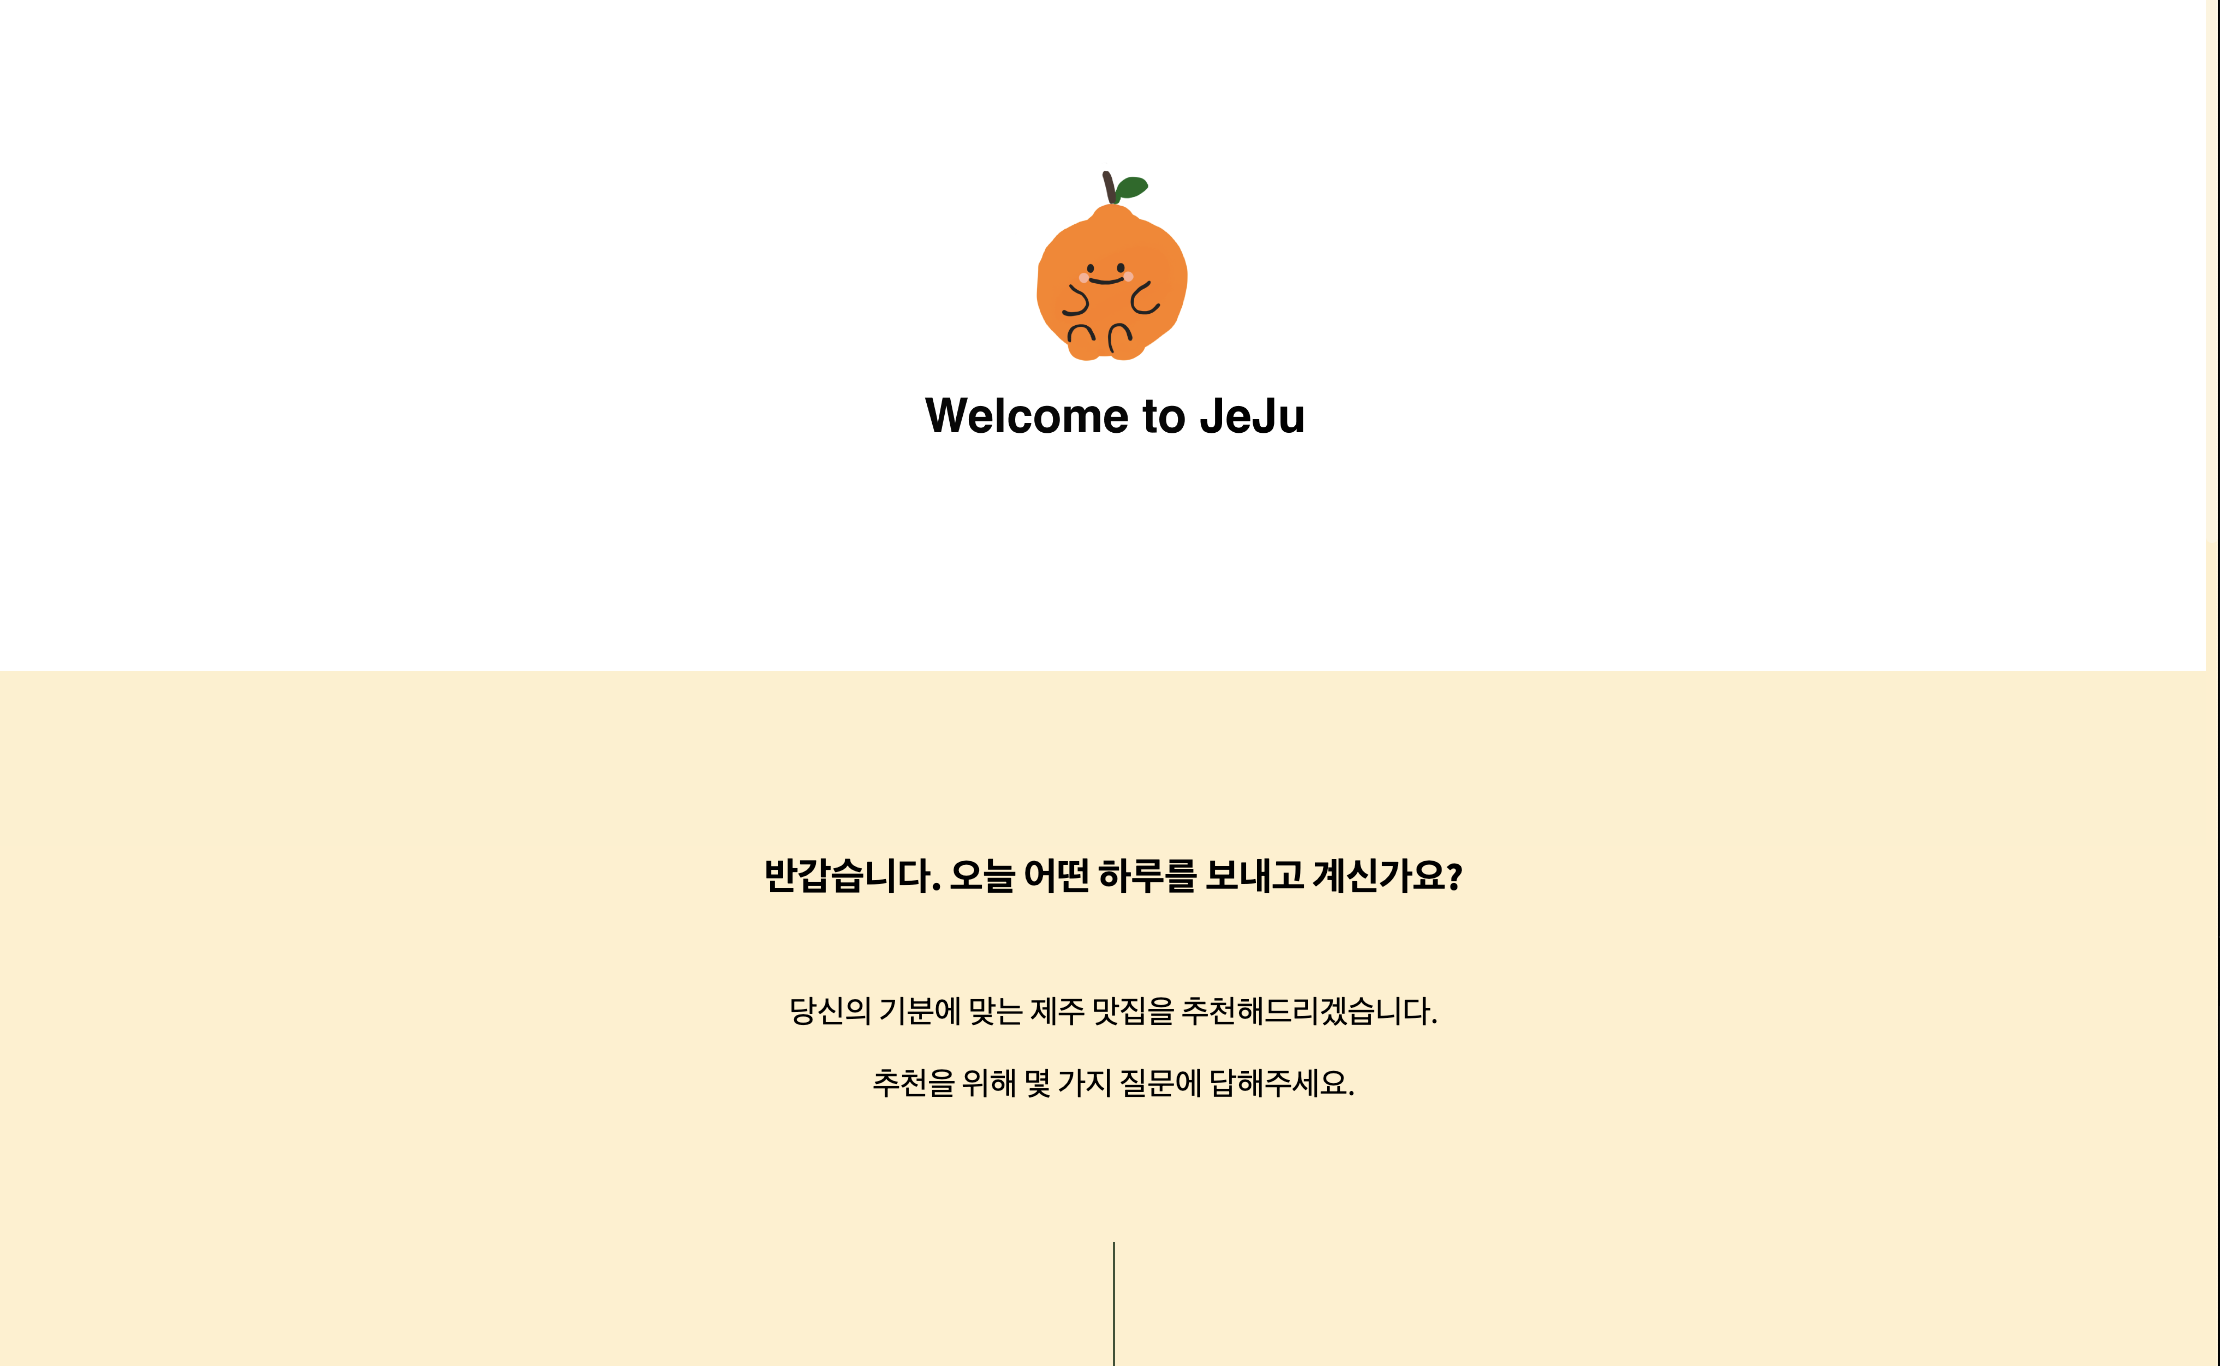 Welcome to JeJu
반갑습니다. 오늘 어떤 하루를 보내고 계신가요?
당신의 기분에 맞는 제주 맛집을 추천해드리겠습니다.
추천을 위해 몇 가지 질문에 답해주세요.